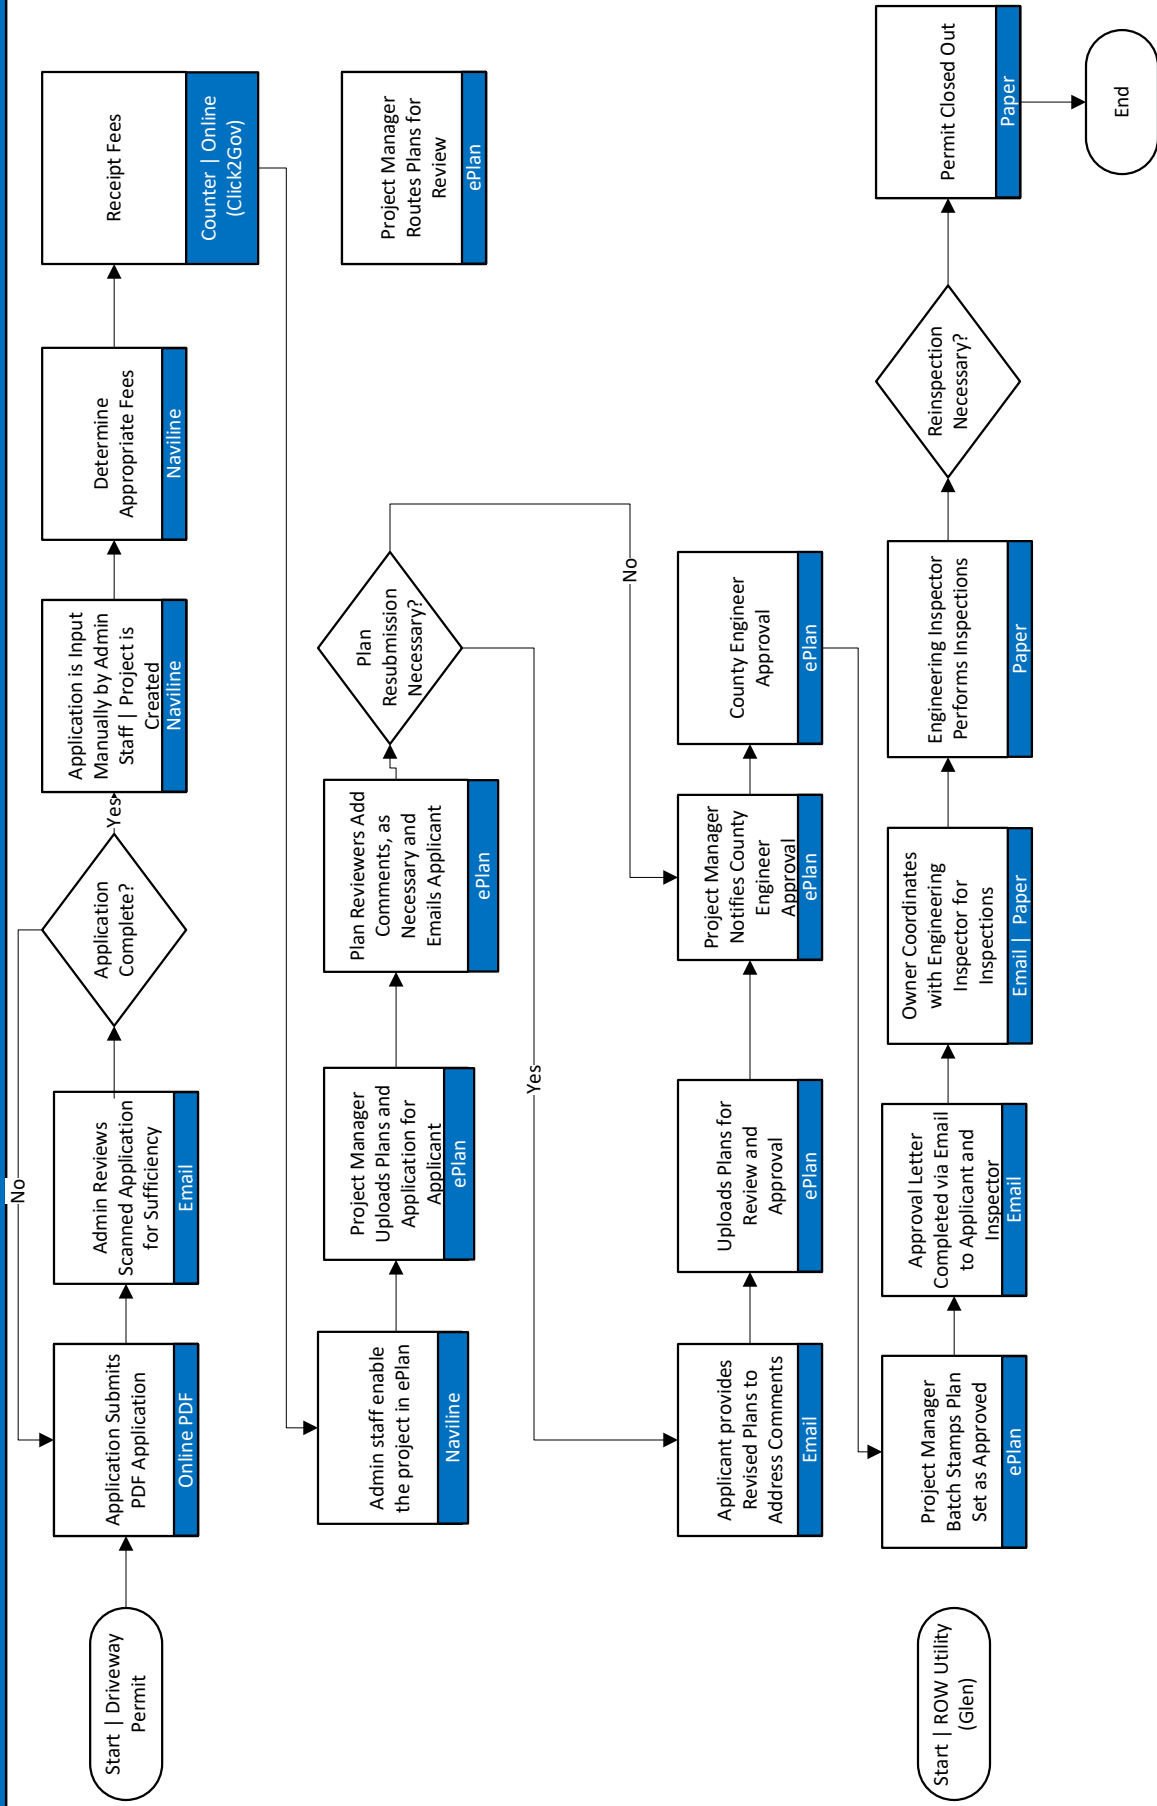 Start | Driveway
Permit
Application Submits
PDF Application
Online PDF
No
Admin Reviews
Scanned Application
for Sufficiency
Email
Application
Complete?
Yes
Application is Input
Manually by Admin
Staff | Project is
Created
Naviline
Determine
Appropriate Fees
Naviline
Receipt Fees
Counter | Online
(Click2Gov)
Admin staff enable
the project in ePlan
Naviline
Project Manager
Uploads Plans and
Application for
Applicant
ePlan
Plan Reviewers Add
Comments, as
Necessary and
Emails Applicant
ePlan
Plan
Resubmission
Necessary?
Project Manager
Routes Plans for
Review
ePlan
Yes
No
Applicant provides
Revised Plans to
Address Comments
Email
Uploads Plans for
Review and
Approval
ePlan
Project Manager
Notifies County
Engineer
Approval
ePlan
County Engineer
Approval
ePlan
Start | ROW Utility
(Glen)
Project Manager
Batch Stamps Plan
Set as Approved
ePlan
Approval Letter
Completed via Email
to Applicant and
Inspector
Email
Owner Coordinates
with Engineering
Inspector for
Inspections
Email | Paper
Engineering Inspector
Performs Inspections
Paper
Reinspection
Necessary?
Permit Closed Out
Paper
End